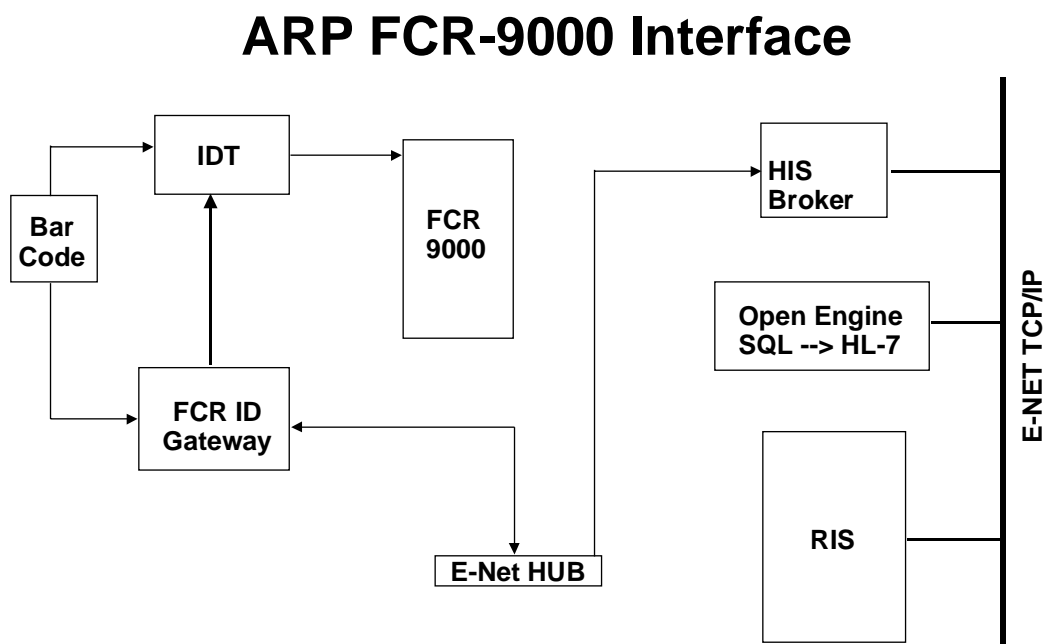 ARP FCR-9000 Interface
IDT
Bar
Code
FCR
9000
HIS
Broker
Open Engine
SQL --> HL-7
E-NET TCP/IP
FCR ID
Gateway
RIS
E-Net HUB